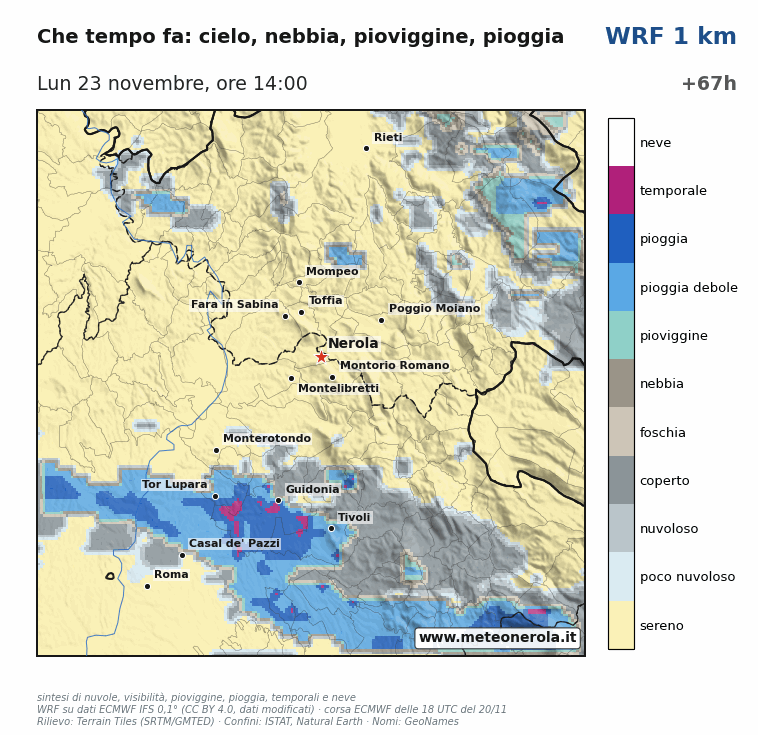 Che tempo fa: cielo, nebbia, pioviggine, pioggia
WRF 1 km
Lun 23 novembre, ore 14:00
+67h
Rieti
Mompeo
Toffia
Fara in Sabina
Poggio Moiano
Nerola
Montorio Romano
Montelibretti
Monterotondo
Tor Lupara
Guidonia
Tivoli
Casal de' Pazzi
Roma
www.meteonerola.it
neve
temporale
pioggia
pioggia debole
pioviggine
nebbia
foschia
coperto
nuvoloso
poco nuvoloso
sereno
sintesi di nuvole, visibilità, pioviggine, pioggia, temporali e neve
WRF su dati ECMWF IFS 0,1° (CC BY 4.0, dati modificati) · corsa ECMWF delle 18 UTC del 20/11
Rilievo: Terrain Tiles (SRTM/GMTED) · Confini: ISTAT, Natural Earth · Nomi: GeoNames